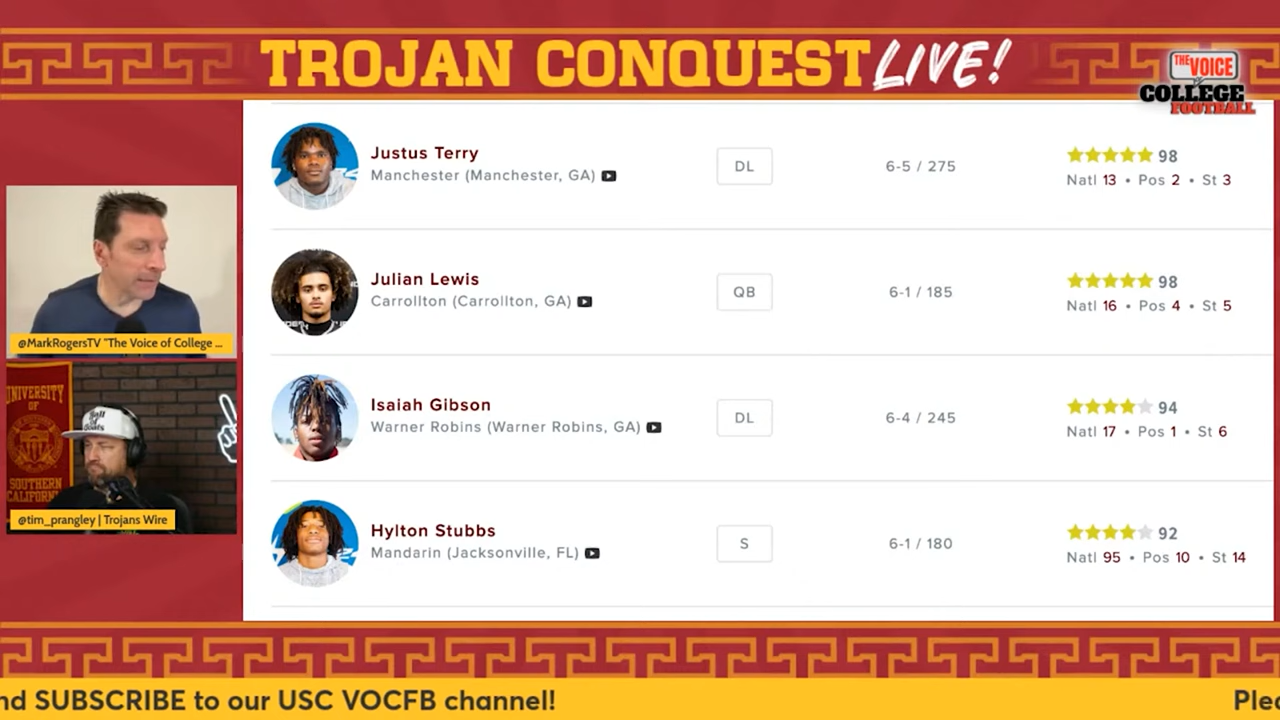 TROJAN CONQUEST LIVE!
THE VOICE
OF
COLLEGE
FOOTBALL
Justus Terry
Manchester (Manchester, GA)
DL
6-5 / 275
98
Natl 13 • Pos 2 • St 3
Julian Lewis
Carrollton (Carrollton, GA)
QB
6-1 / 185
98
Natl 16 • Pos 4 • St 5
Isaiah Gibson
Warner Robins (Warner Robins, GA)
DL
6-4 / 245
94
Natl 17 • Pos 1 • St 6
Hylton Stubbs
Mandarin (Jacksonville, FL)
S
6-1 / 180
92
Natl 95 • Pos 10 • St 14
@MarkRogersTV "The Voice of College ...
UNIVERSITY
OF
SOUTHERN
CALIFORNIA
@tim_prangley | Trojans Wire
nd SUBSCRIBE to our USC VOCFB channel!
Plea